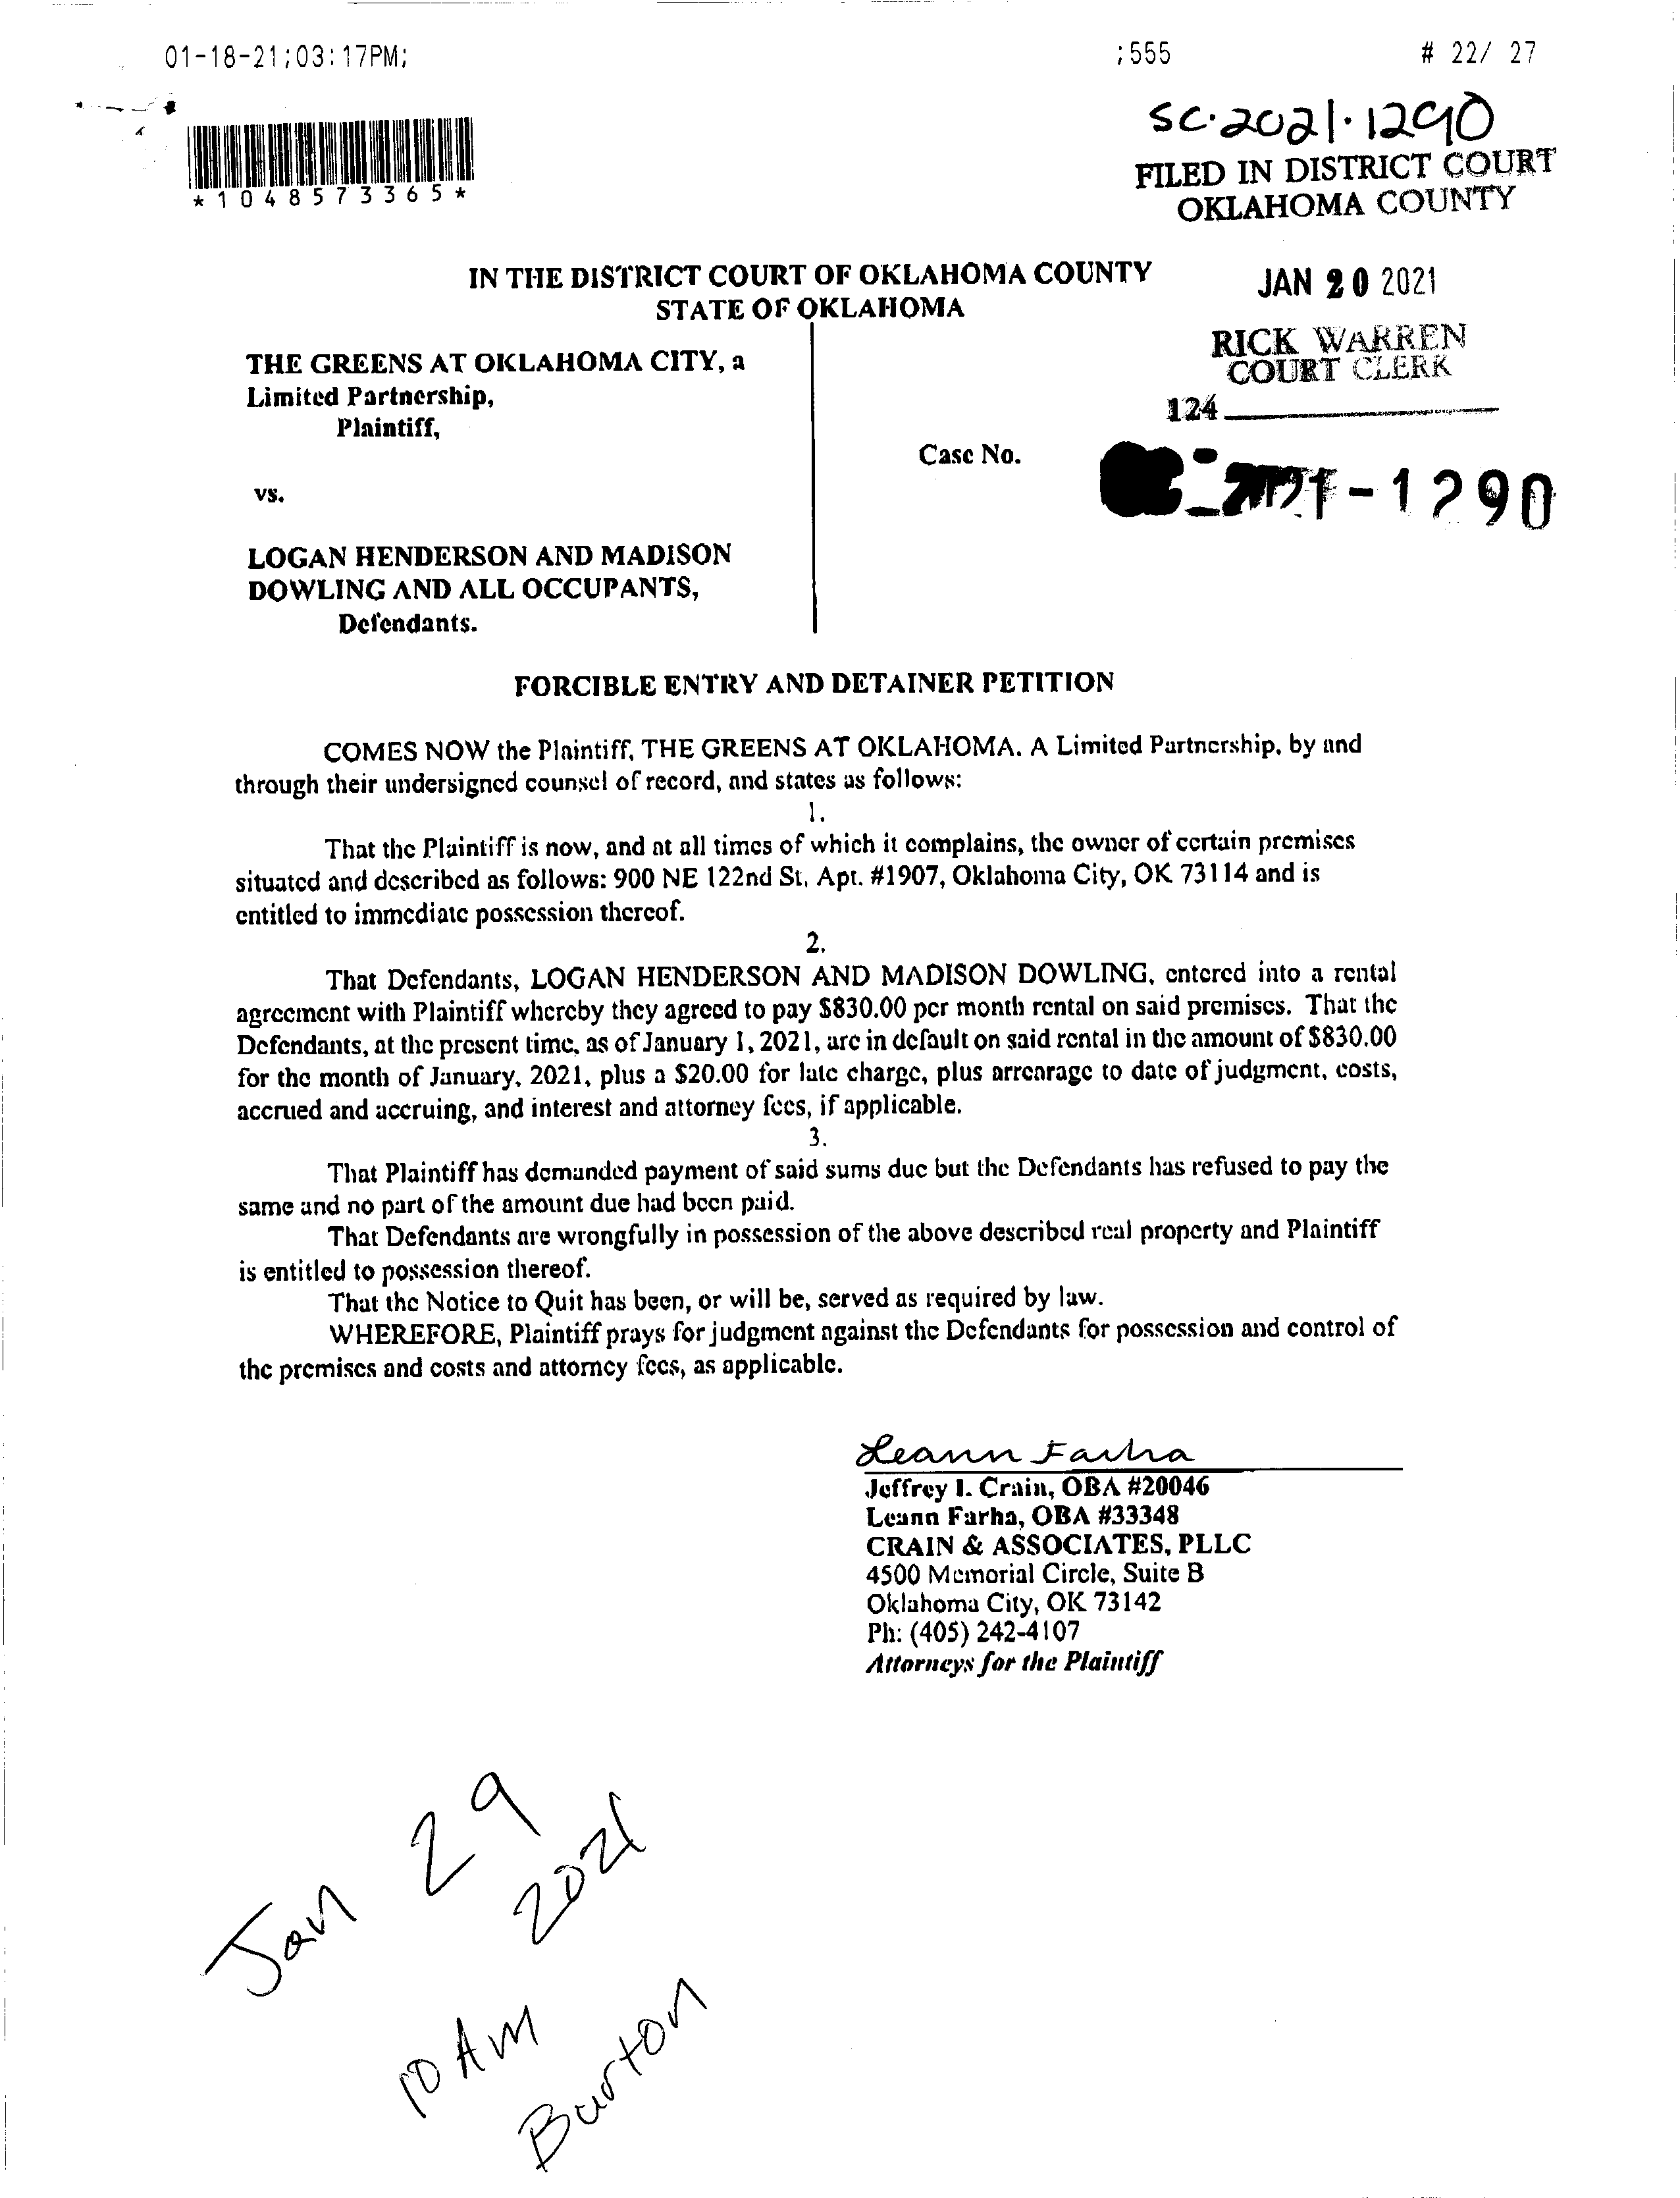 01-18-21;03:17PM; ;555 # 22/ 27
*1048573365*
SC·2021·1290
FILED IN DISTRICT COURT
OKLAHOMA COUNTY
JAN 20 2021
RICK WARREN
COURT CLERK
124
IN THE DISTRICT COURT OF OKLAHOMA COUNTY
STATE OF OKLAHOMA
THE GREENS AT OKLAHOMA CITY, a
Limited Partnership,
Plaintiff,
vs.
LOGAN HENDERSON AND MADISON
DOWLING AND ALL OCCUPANTS,
Defendants.
Case No.
-1290
FORCIBLE ENTRY AND DETAINER PETITION
COMES NOW the Plaintiff, THE GREENS AT OKLAHOMA. A Limited Partnership, by and
through their undersigned counsel of record, and states as follows:
1.
That the Plaintiff is now, and at all times of which it complains, the owner of certain premises
situated and described as follows: 900 NE 122nd St, Apt. #1907, Oklahoma City, OK 73114 and is
entitled to immediate possession thereof.
2.
That Defendants, LOGAN HENDERSON AND MADISON DOWLING, entered into a rental
agreement with Plaintiff whereby they agreed to pay $830.00 per month rental on said premises. That the
Defendants, at the present time, as of January 1, 2021, are in default on said rental in the amount of $830.00
for the month of January, 2021, plus a $20.00 for late charge, plus arrearage to date of judgment, costs,
accrued and accruing, and interest and attorney fees, if applicable.
3.
That Plaintiff has demanded payment of said sums due but the Defendants has refused to pay the
same and no part of the amount due had been paid.
That Defendants are wrongfully in possession of the above described real property and Plaintiff
is entitled to possession thereof.
That the Notice to Quit has been, or will be, served as required by law.
WHEREFORE, Plaintiff prays for judgment against the Defendants for possession and control of
the premises and costs and attorney fees, as applicable.
Leann Farha
Jeffrey I. Crain, OBA #20046
Leann Farha, OBA #33348
CRAIN & ASSOCIATES, PLLC
4500 Memorial Circle, Suite B
Oklahoma City, OK 73142
Ph: (405) 242-4107
Attorneys for the Plaintiff
Jan 29
2021
10 AM
Burton